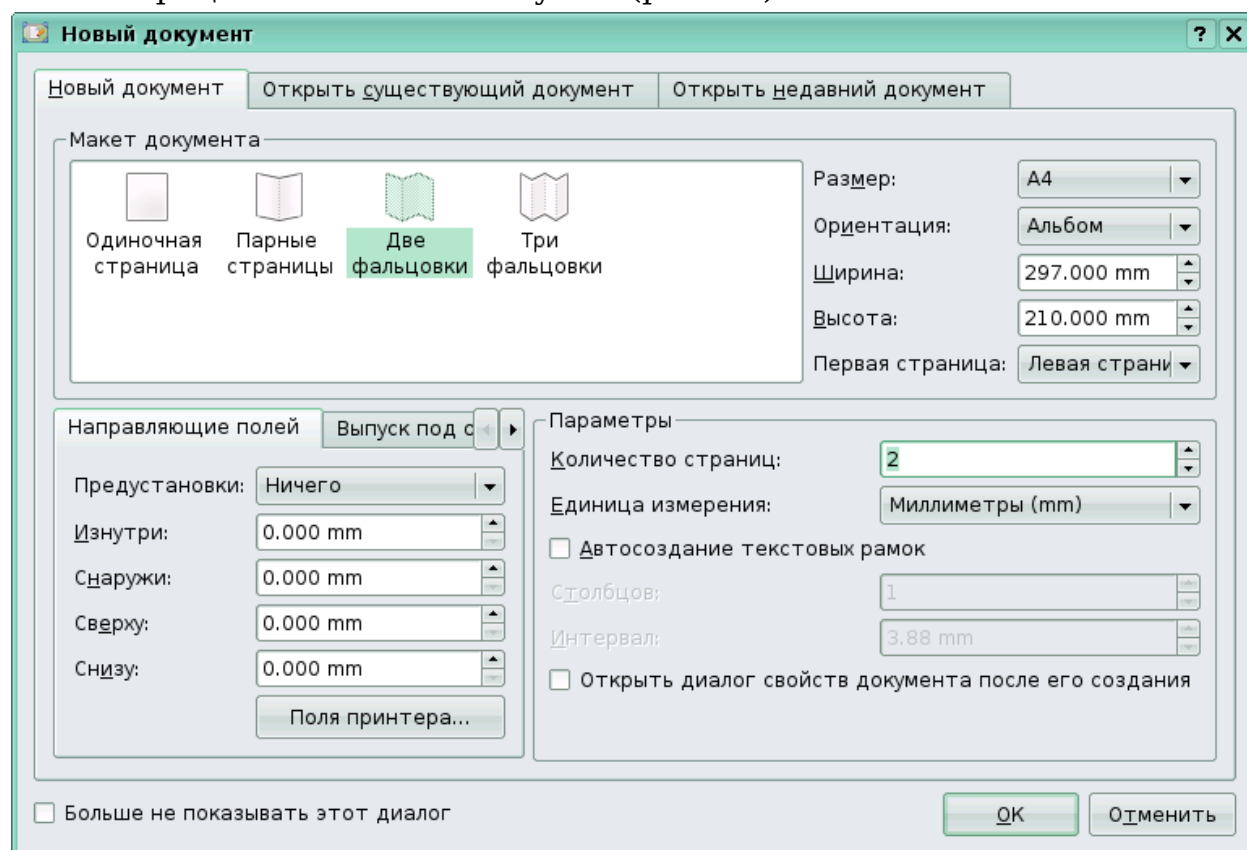 Новый документ
Новый документ
Открыть существующий документ
Открыть недавний документ
Макет документа
Одиночная страница
Парные страницы
Две фальцовки
Три фальцовки
Размер: A4
Ориентация: Альбом
Ширина: 297.000 mm
Высота: 210.000 mm
Первая страница: Левая страни
Направляющие полей
Выпуск под о
Предустановки: Ничего
Изнутри: 0.000 mm
Снаружи: 0.000 mm
Сверху: 0.000 mm
Снизу: 0.000 mm
Поля принтера...
Параметры
Количество страниц: 2
Единица измерения: Миллиметры (mm)
Автосоздание текстовых рамок
Столбцов: 1
Интервал: 3.88 mm
Открыть диалог свойств документа после его создания
Больше не показывать этот диалог
OK
Отменить